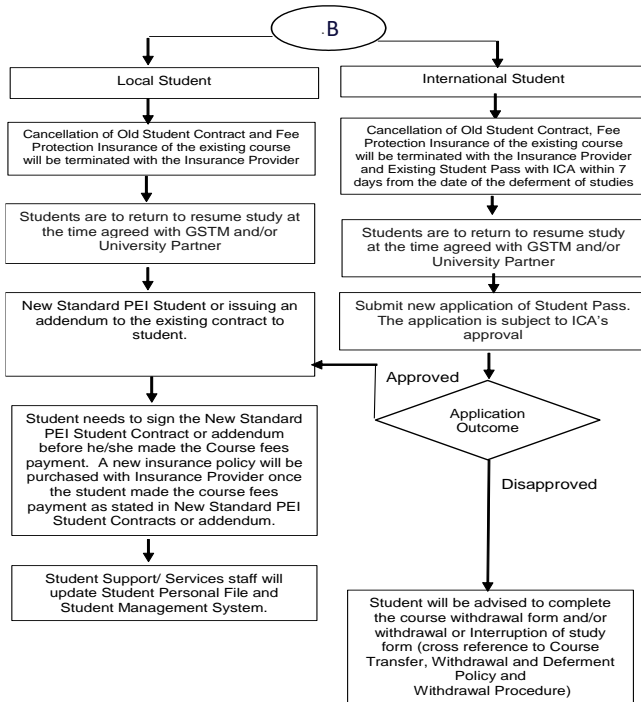 .B
Local Student
International Student
Cancellation of Old Student Contract and Fee
Protection Insurance of the existing course
will be terminated with the Insurance Provider
Cancellation of Old Student Contract, Fee
Protection Insurance of the existing course
will be terminated with the Insurance Provider
and Existing Student Pass with ICA within 7
days from the date of the deferment of studies
Students are to return to resume study at
the time agreed with GSTM and/or
University Partner
Students are to return to resume study
at the time agreed with GSTM and/or
University Partner
New Standard PEI Student or issuing an
addendum to the existing contract to
student.
Submit new application of Student Pass.
The application is subject to ICA's
approval
Approved
Application
Outcome
Disapproved
Student needs to sign the New Standard
PEI Student Contract or addendum
before he/she made the Course fees
payment. A new insurance policy will be
purchased with Insurance Provider once
the student made the course fees
payment as stated in New Standard PEI
Student Contracts or addendum.
Student Support/ Services staff will
update Student Personal File and
Student Management System.
Student will be advised to complete
the course withdrawal form and/or
withdrawal or Interruption of study
form (cross reference to Course
Transfer, Withdrawal and Deferment
Policy and
Withdrawal Procedure)